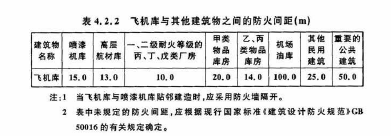 表 4.2.2 飞机库与其他建筑物之间的防火间距(m)
建筑物名称 喷漆机库 高层航材库 一、二级耐火等级的丙、丁、戊类厂房 甲类物品库房 乙、丙类物品库房 机场油库 其他民用建筑 重要的公共建筑
飞机库 15.0 13.0 10.0 20.0 14.0 100.0 25.0 50.0
注:1 当飞机库与喷漆机库贴邻建造时,应采用防火墙隔开。
2 表中未规定的防火间距,应根据现行国家标准《建筑设计防火规范》GB
50016 的有关规定确定。